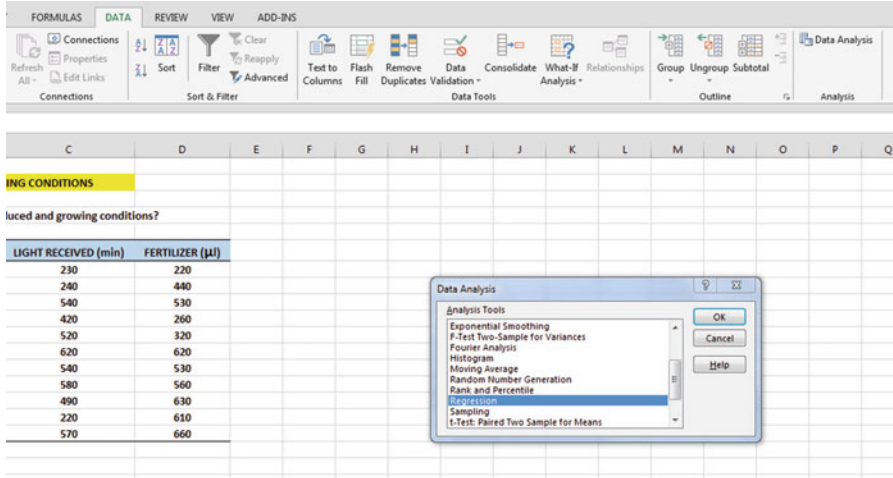 FORMULAS DATA REVIEW VIEW ADD-INS
Connections
Properties
Edit Links
Refresh
All
Connections
A Z
Z A
Z A
A Z
Sort
Filter
Clear
Reapply
Advanced
Sort & Filter
Text to
Columns
Flash
Fill
Remove
Duplicates
Data
Validation
Consolidate
What-If
Analysis
Relationships
Data Tools
Group
Ungroup
Subtotal
Outline
Data Analysis
Analysis
C D E F G H I J K L M N O P Q
ING CONDITIONS
luced and growing conditions?
LIGHT RECEIVED (min) FERTILIZER (µl)
230 220
240 440
540 530
420 260
520 320
620 620
540 530
580 560
490 630
220 610
570 660
Data Analysis
?
Analysis Tools
Exponential Smoothing
F-Test Two-Sample for Variances
Fourier Analysis
Histogram
Moving Average
Random Number Generation
Rank and Percentile
Regression
Sampling
t-Test: Paired Two Sample for Means
OK
Cancel
Help